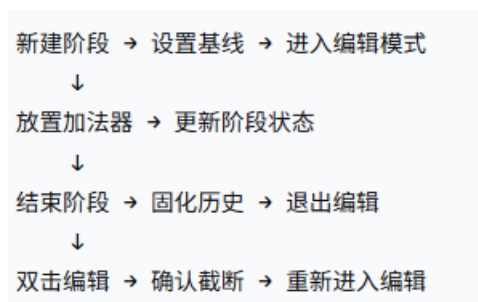 新建阶段 → 设置基线 → 进入编辑模式
↓
放置加法器 → 更新阶段状态
↓
结束阶段 → 固化历史 → 退出编辑
↓
双击编辑 → 确认截断 → 重新进入编辑